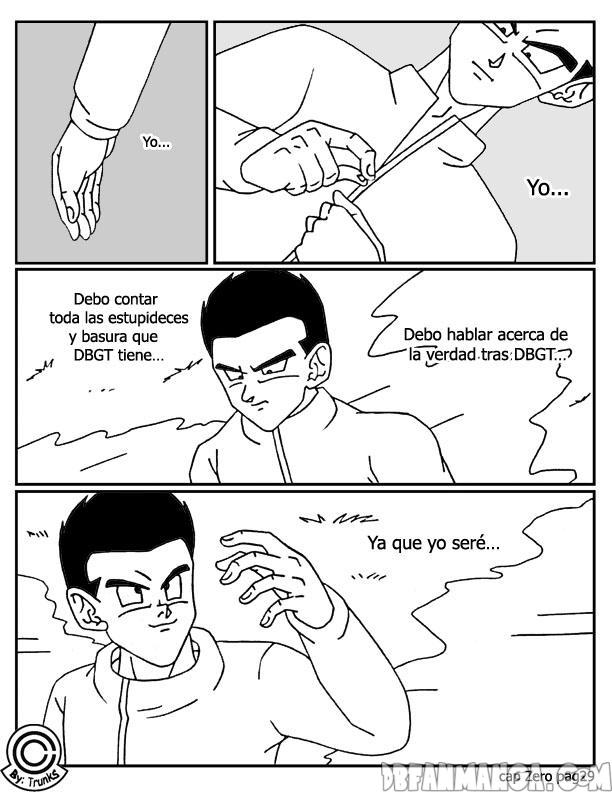 Yo...
Yo...
Debo contar
toda las estupideces
y basura que
DBGT tiene...
Debo hablar acerca de
la verdad tras DBGT...?
Ya que yo seré...
By: Trunks
cap Zero pag29
DBFANMANGA.COM